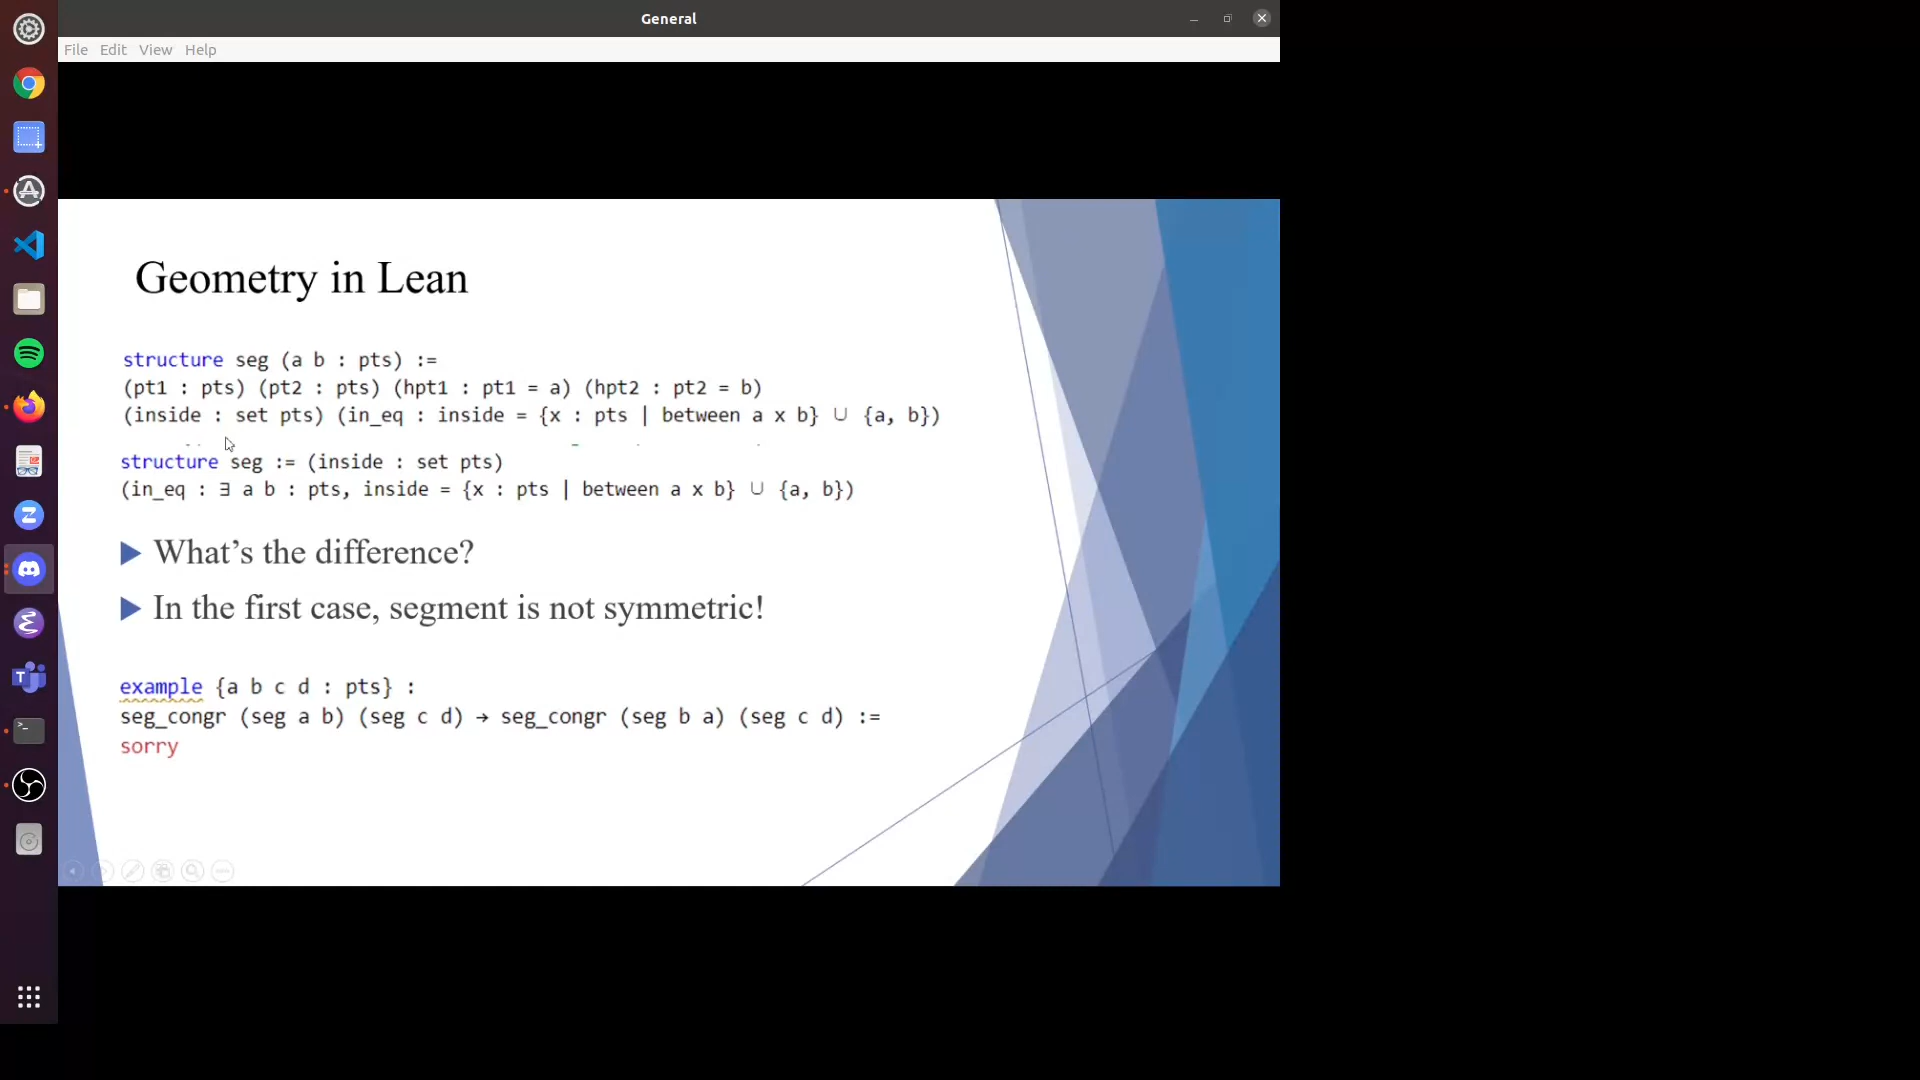 General
File Edit View Help
Geometry in Lean
structure seg (a b : pts) :=
(pt1 : pts) (pt2 : pts) (hpt1 : pt1 = a) (hpt2 : pt2 = b)
(inside : set pts) (in_eq : inside = {x : pts | between a x b} ∪ {a, b})
structure seg := (inside : set pts)
(in_eq : ∃ a b : pts, inside = {x : pts | between a x b} ∪ {a, b})
What’s the difference?
In the first case, segment is not symmetric!
example {a b c d : pts} :
seg_congr (seg a b) (seg c d) → seg_congr (seg b a) (seg c d) :=
sorry